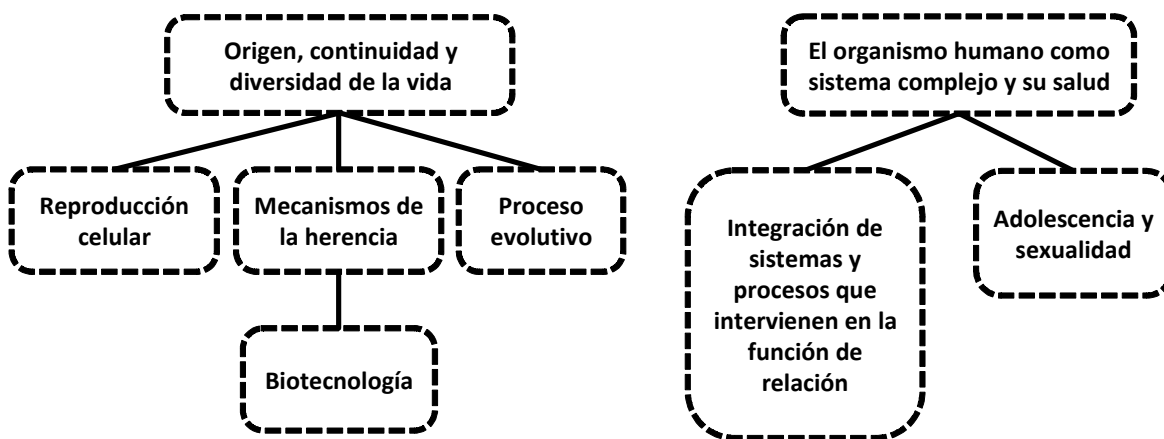 Origen, continuidad y
diversidad de la vida
Reproducción
celular
Mecanismos de
la herencia
Proceso
evolutivo
Biotecnología
El organismo humano como
sistema complejo y su salud
Integración de
sistemas y
procesos que
intervienen en la
función de
relación
Adolescencia y
sexualidad